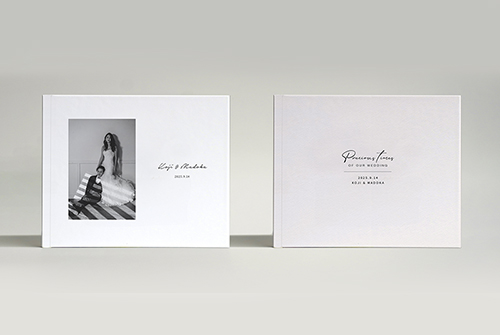 Koji & Madoka
2023.9.24
Precious times
OF OUR WEDDING
2023.9.24
KOJI & MADOKA